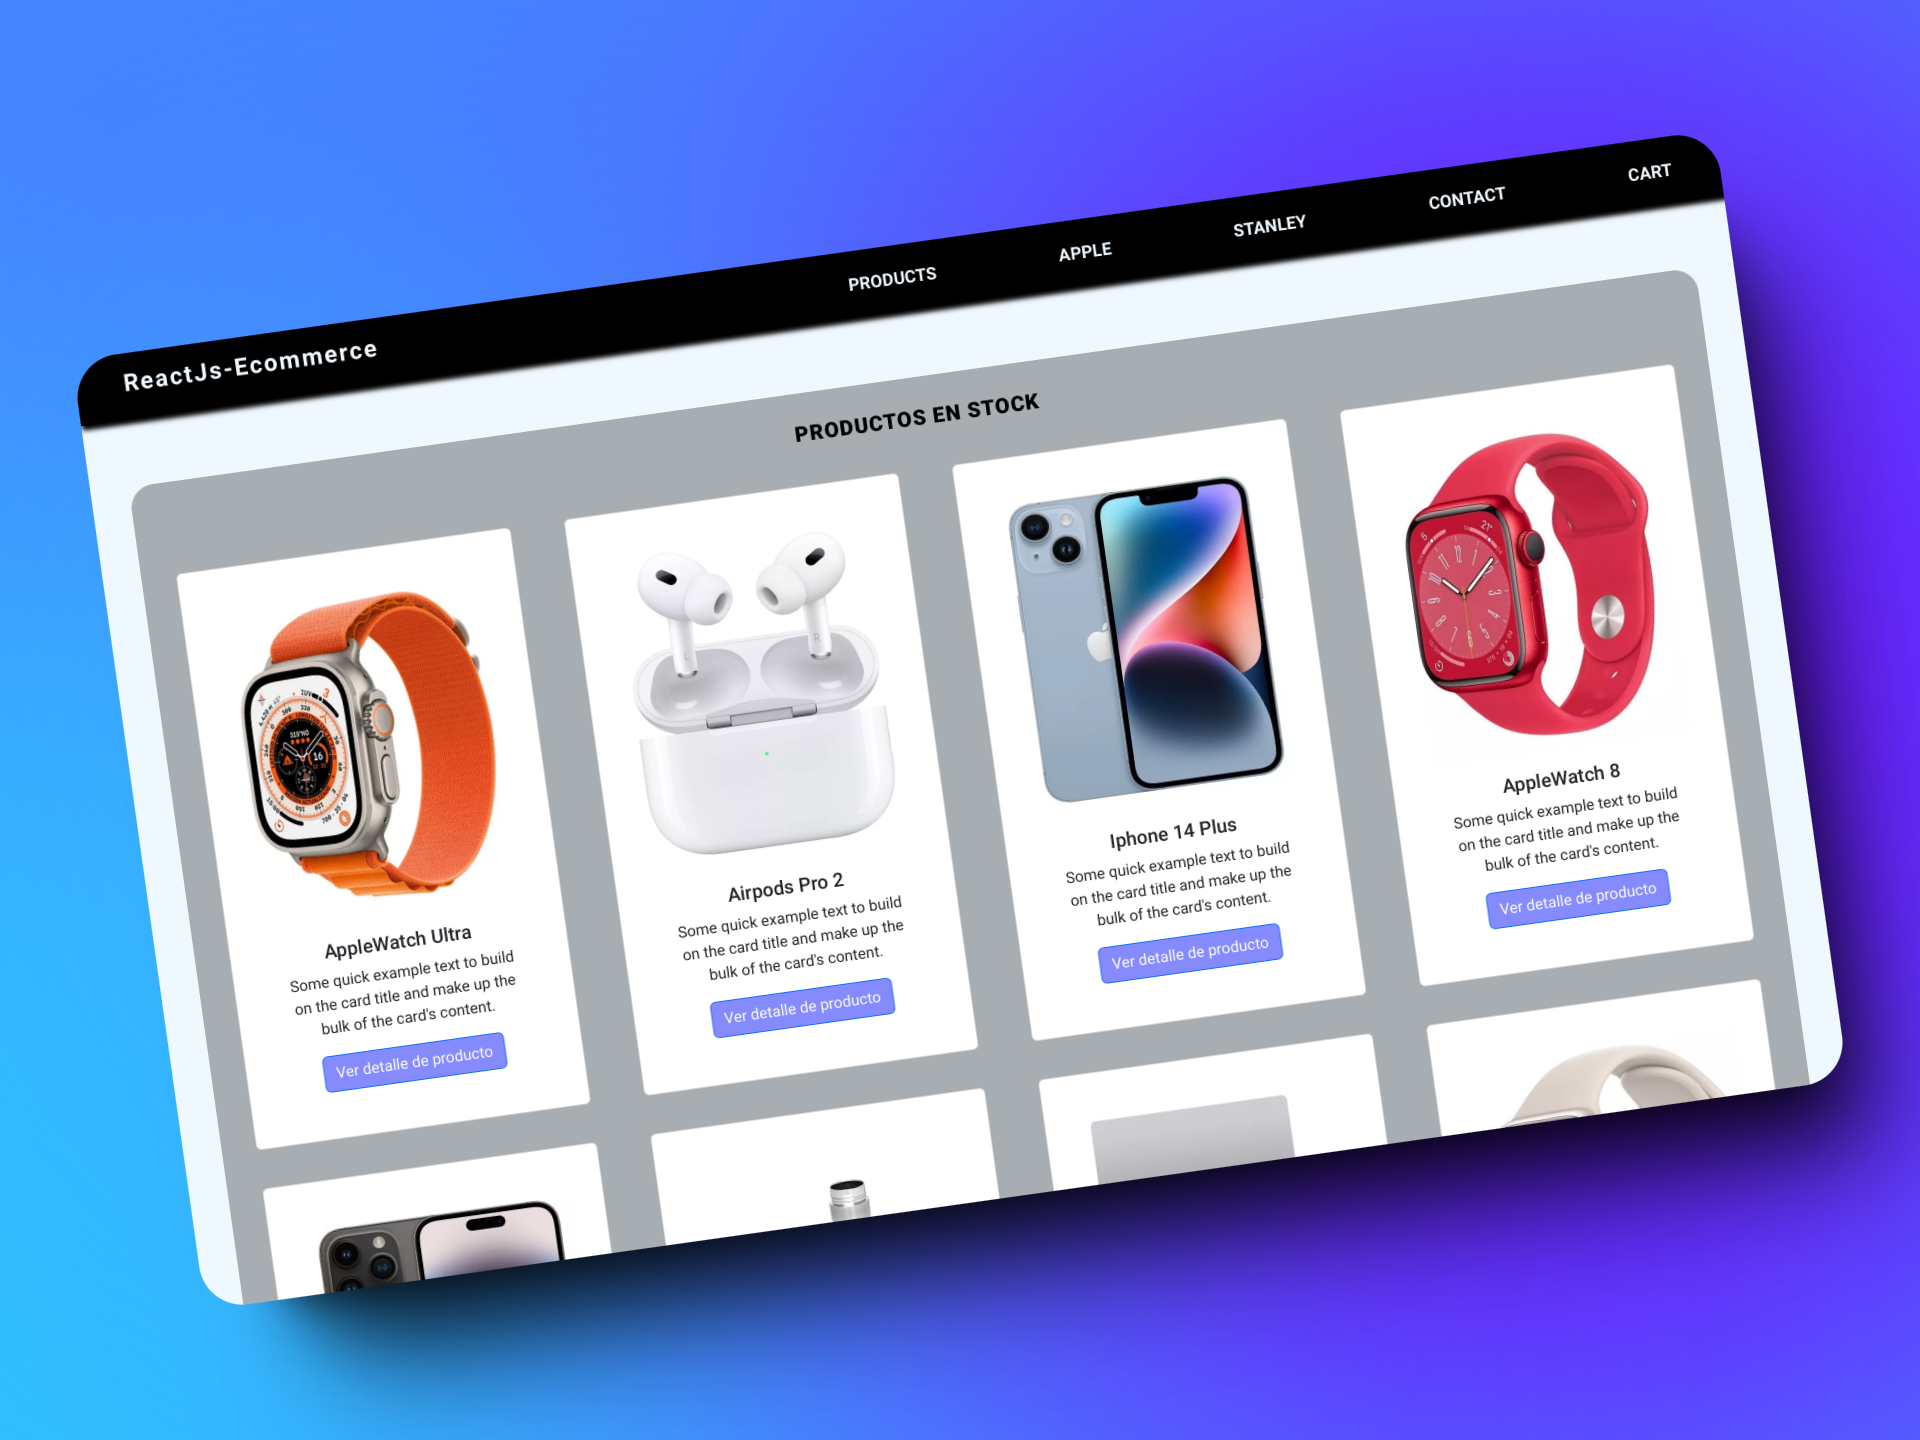 ReactJs-Ecommerce
PRODUCTS
APPLE
STANLEY
CONTACT
CART
PRODUCTOS EN STOCK
AppleWatch Ultra
Some quick example text to build
on the card title and make up the
bulk of the card's content.
Ver detalle de producto
Airpods Pro 2
Some quick example text to build
on the card title and make up the
bulk of the card's content.
Ver detalle de producto
Iphone 14 Plus
Some quick example text to build
on the card title and make up the
bulk of the card's content.
Ver detalle de producto
AppleWatch 8
Some quick example text to build
on the card title and make up the
bulk of the card's content.
Ver detalle de producto